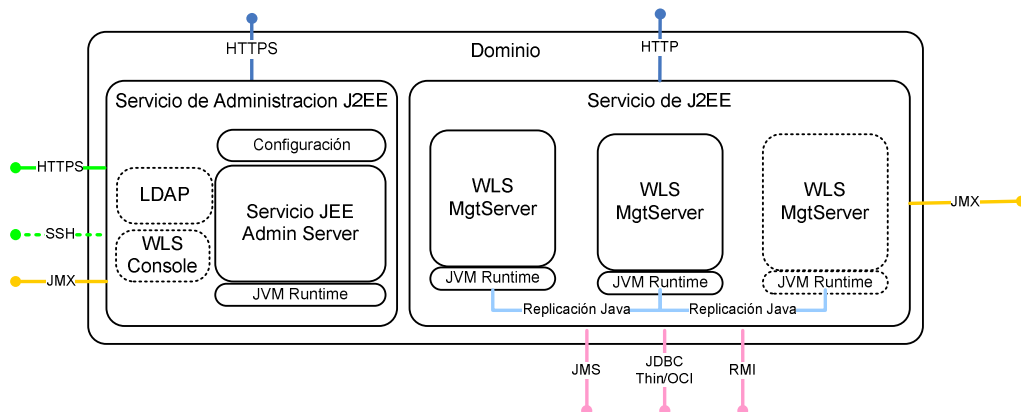 HTTPS
HTTP
Dominio
Servicio de Administracion J2EE
Servicio de J2EE
Configuración
HTTPS
LDAP
Servicio JEE
Admin Server
SSH
WLS
Console
JMX
JVM Runtime
WLS
MgtServer
WLS
MgtServer
WLS
MgtServer
JMX
JVM Runtime
JVM Runtime
JVM Runtime
Replicación Java
Replicación Java
JMS
JDBC
Thin/OCI
RMI